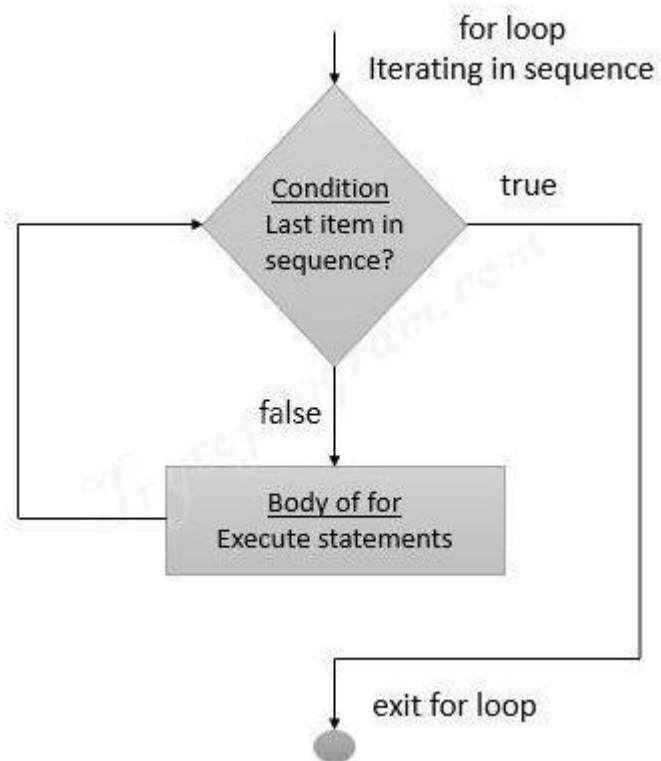 for loop
Iterating in sequence
Condition
Last item in
sequence?
true
false
Body of for
Execute statements
exit for loop